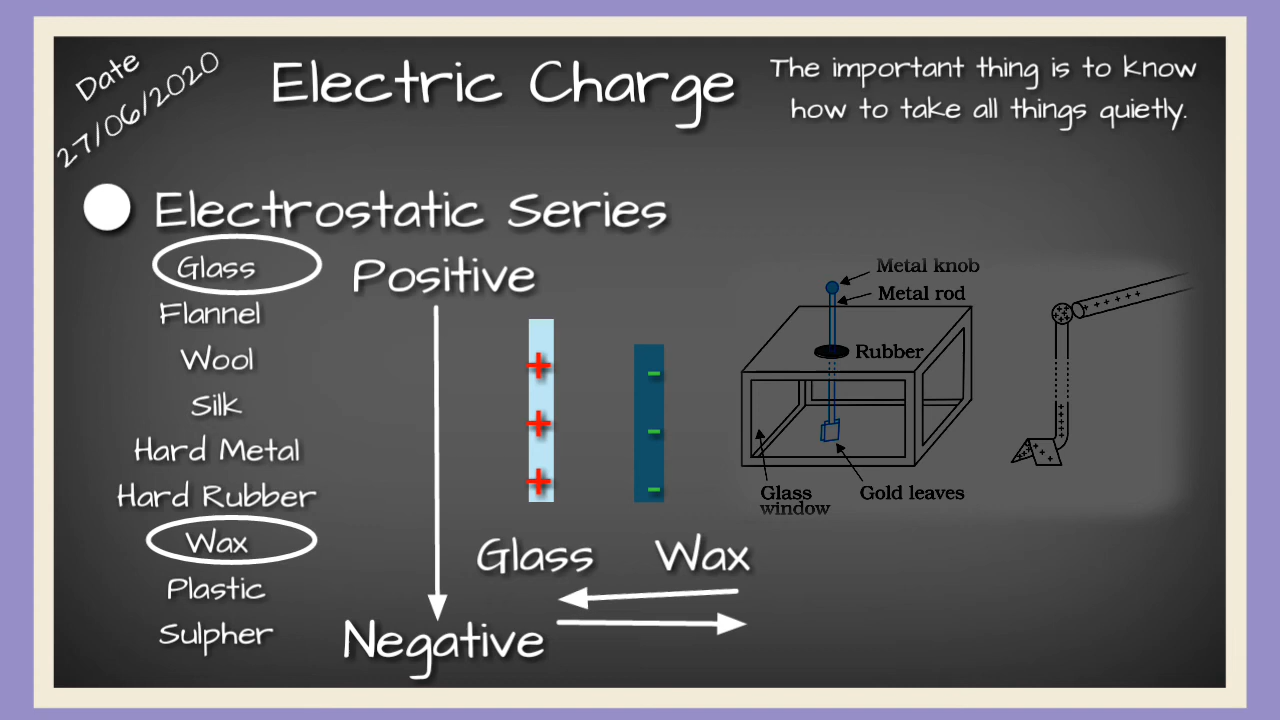 Date
27/06/2020
Electric Charge
The important thing is to know
how to take all things quietly.
Electrostatic Series
Glass
Flannel
Wool
Silk
Hard Metal
Hard Rubber
Wax
Plastic
Sulpher
Positive
Negative
+
+
+
-
-
-
Glass
Wax
Metal knob
Metal rod
Rubber
Glass
window
Gold leaves